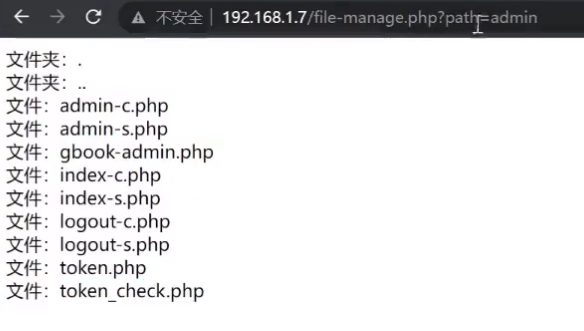 不安全 192.168.1.7/file-manage.php?path=admin
文件夹：.
文件夹：..
文件：admin-c.php
文件：admin-s.php
文件：gbook-admin.php
文件：index-c.php
文件：index-s.php
文件：logout-c.php
文件：logout-s.php
文件：token.php
文件：token_check.php